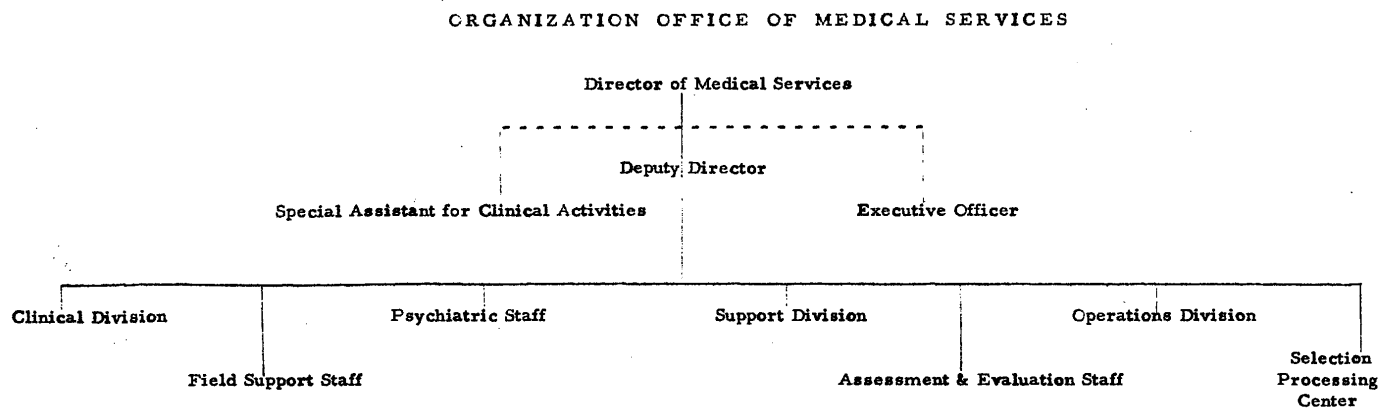 ORGANIZATION OFFICE OF MEDICAL SERVICES
Director of Medical Services
Deputy Director
Special Assistant for Clinical Activities
Executive Officer
Clinical Division
Psychiatric Staff
Support Division
Operations Division
Field Support Staff
Assessment & Evaluation Staff
Selection
Processing
Center